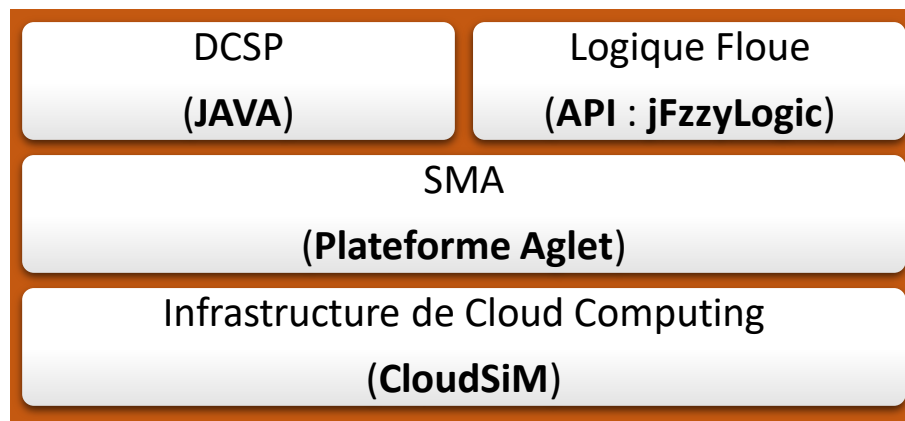 DCSP
(JAVA)
Logique Floue
(API : jFzzyLogic)
SMA
(Plateforme Aglet)
Infrastructure de Cloud Computing
(CloudSiM)